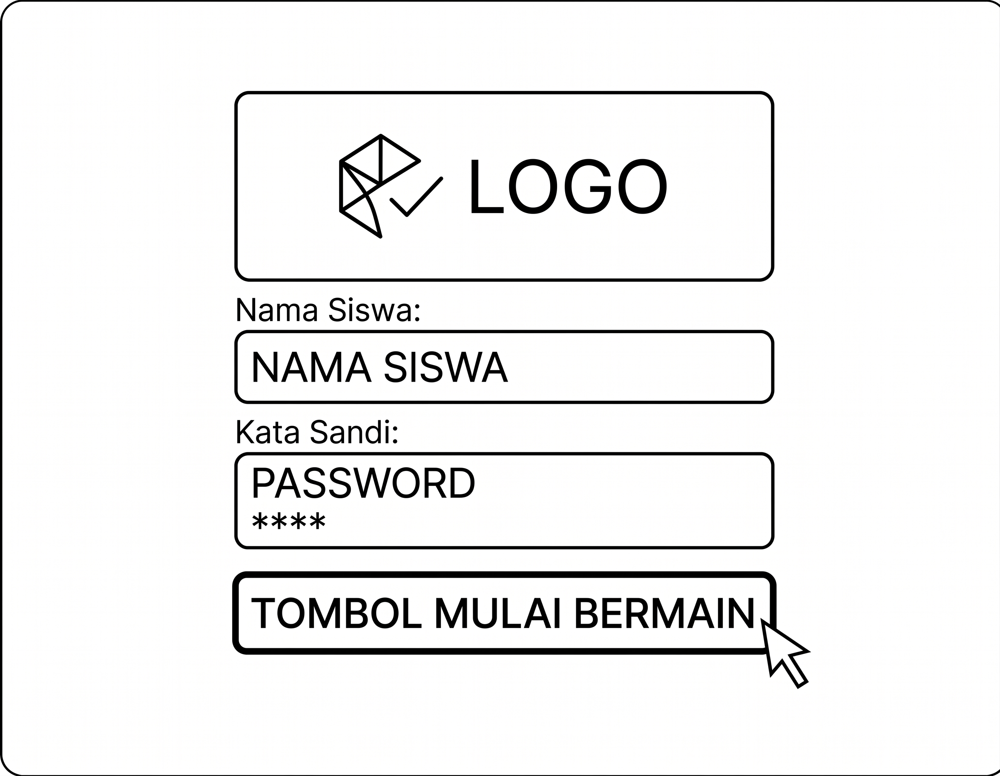 LOGO
Nama Siswa:
NAMA SISWA
Kata Sandi:
PASSWORD
****
TOMBOL MULAI BERMAIN